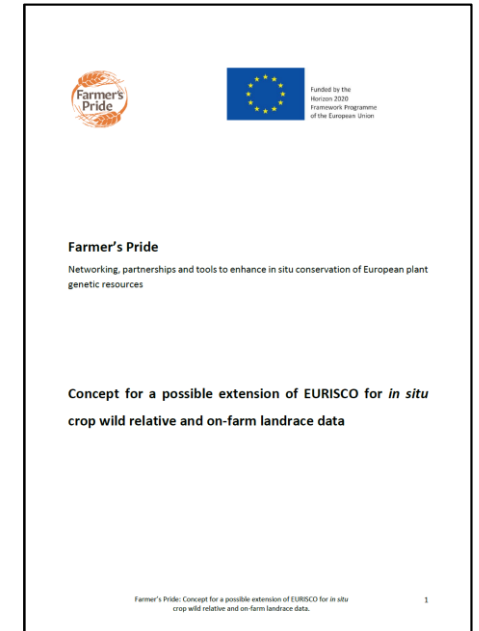 Farmer's
Pride
Funded by the
Horizon 2020
Framework Programme
of the European Union
Farmer's Pride
Networking, partnerships and tools to enhance in situ conservation of European plant
genetic resources
Concept for a possible extension of EURISCO for in situ
crop wild relative and on-farm landrace data
Farmer's Pride: Concept for a possible extension of EURISCO for in situ
crop wild relative and on-farm landrace data.
1